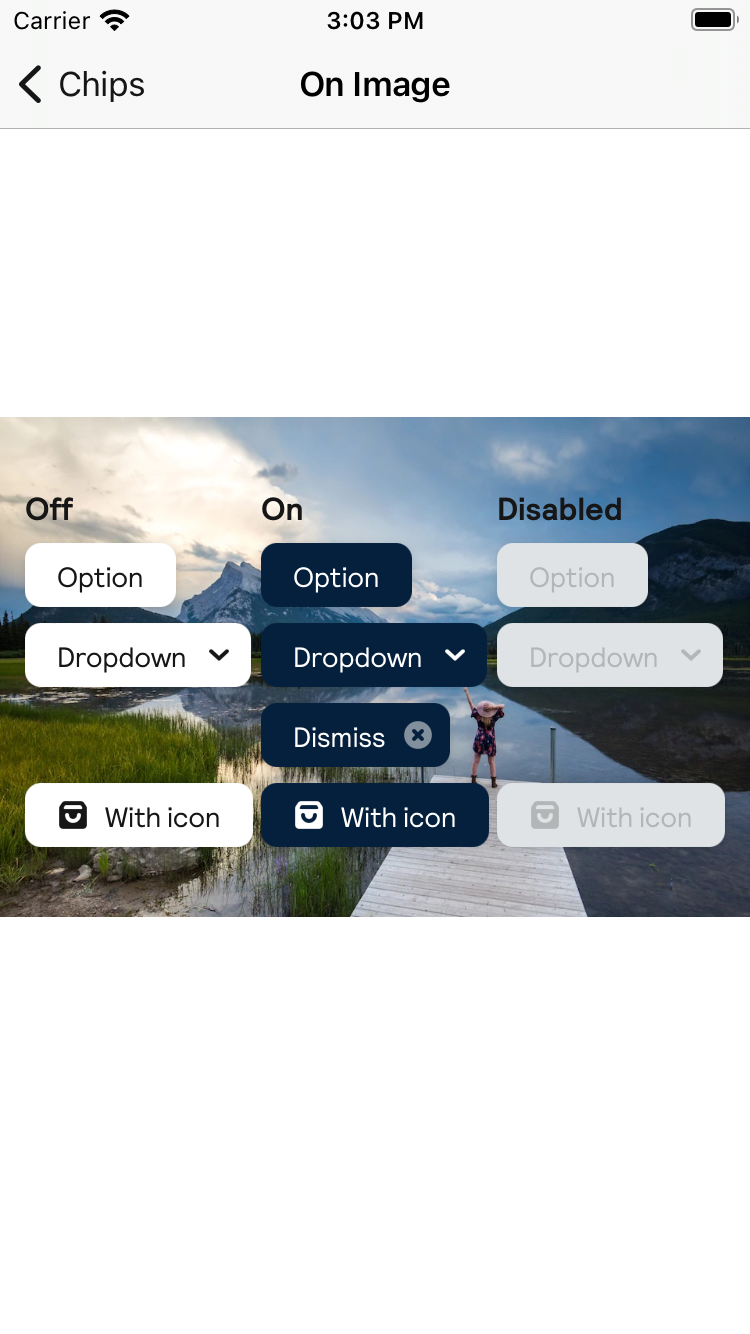 Carrier 3:03 PM
Chips On Image
Off On Disabled
Option Option Option
Dropdown Dropdown Dropdown
Dismiss
With icon With icon With icon